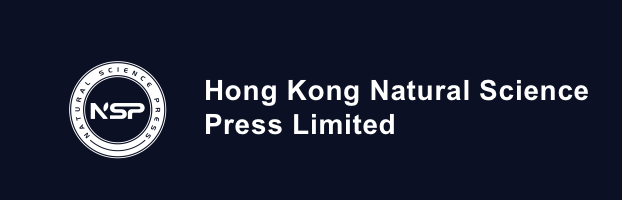 NATURAL SCIENCE PRESS
NSP
Hong Kong Natural Science
Press Limited